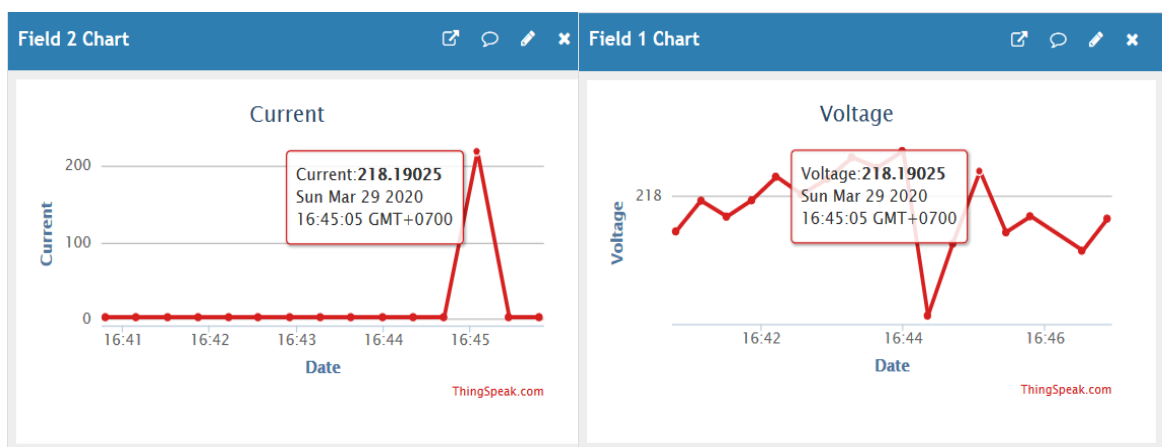 Field 2 Chart
Current
200
100
0
Current
Current:218.19025
Sun Mar 29 2020
16:45:05 GMT+0700
16:41
16:42
16:43
16:44
16:45
Date
ThingSpeak.com
Field 1 Chart
Voltage
218
Voltage
Voltage:218.19025
Sun Mar 29 2020
16:45:05 GMT+0700
16:42
16:44
16:46
Date
ThingSpeak.com